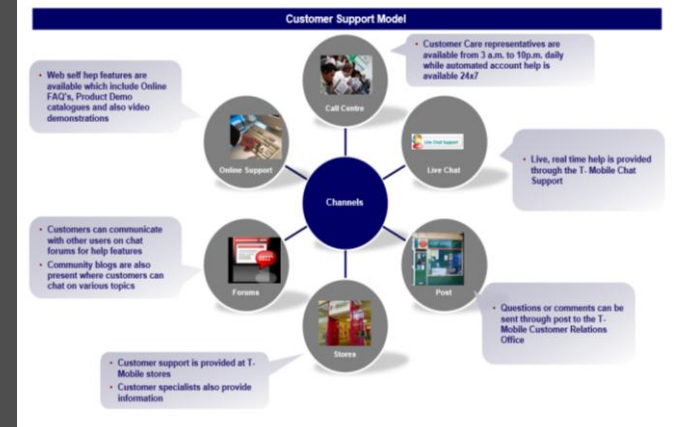 Customer Support Model
• Customer Care representatives are
available from 3 a.m. to 10p.m. daily
while automated account help is
available 24x7
Call Centre
• Web self hep features are
available which include Online
FAQ's, Product Demo
catalogues and also video
demonstrations
Online Support
Live Chat Support
Live Chat
• Live, real time help is provided
through the T- Mobile Chat
Support
Channels
• Customers can communicate
with other users on chat
forums for help features
• Community blogs are also
present where customers can
chat on various topics
Forums
Post
• Questions or comments can be
sent through post to the T-
Mobile Customer Relations
Office
Stores
• Customer support is provided at T-
Mobile stores
• Customer specialists also provide
information